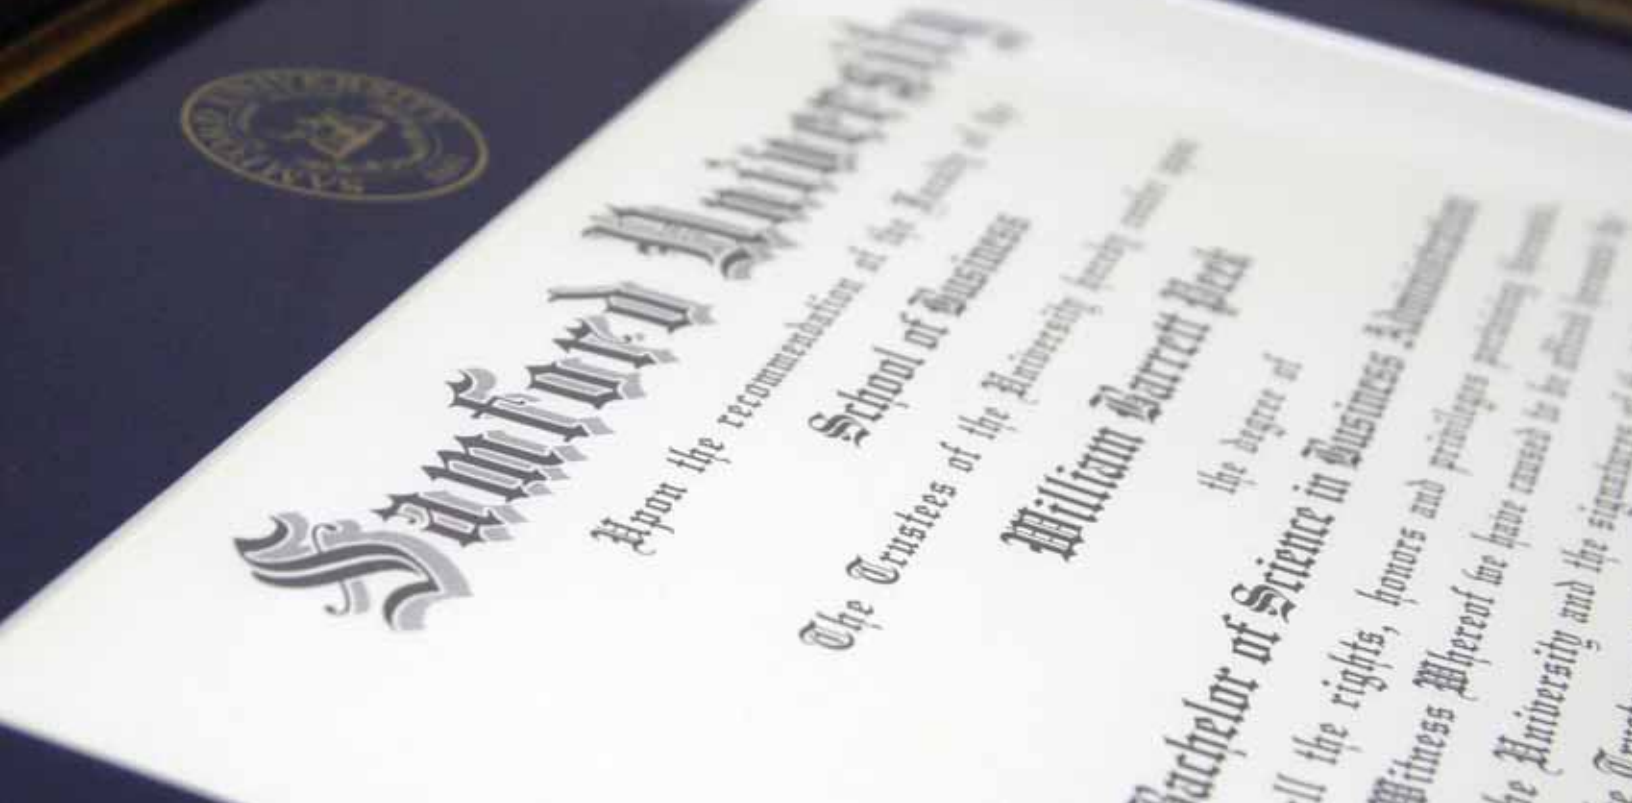 SAMFORD UNIVERSITY
Samford University
Upon the recommendation of the Faculty of the
School of Business
The Trustees of the University hereby confer upon
William Barrett Peek
the degree of
Bachelor of Science in Business Administration
all the rights, honors and privileges pertaining
Witness Whereof we have caused to be affixed hereunto the
the University and the signatures of